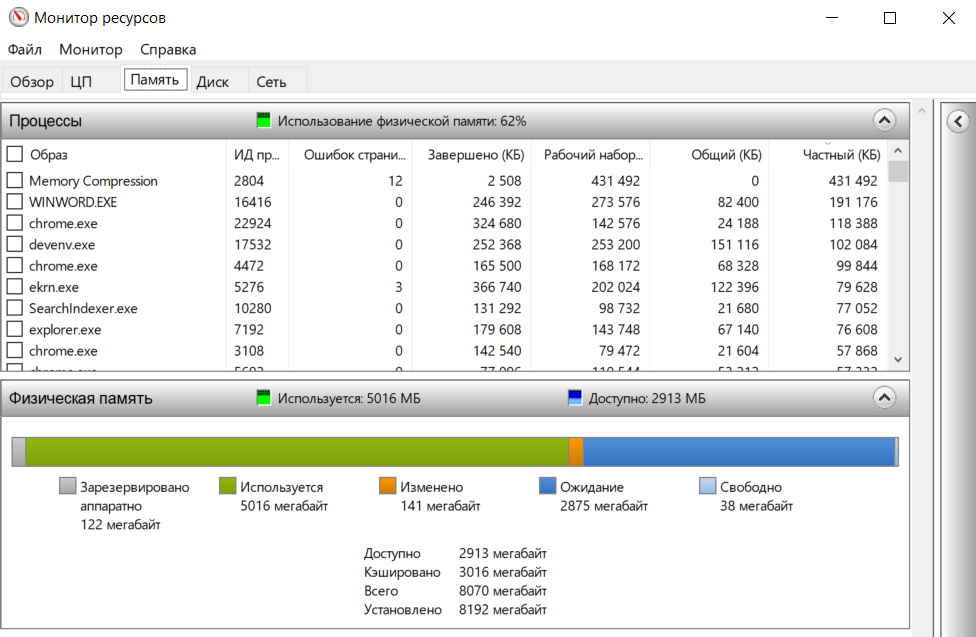 Монитор ресурсов
Файл Монитор Справка
Обзор ЦП Память Диск Сеть
Процессы Использование физической памяти: 62%
Образ ИД пр... Ошибок страни... Завершено (КБ) Рабочий набор... Общий (КБ) Частный (КБ)
Memory Compression 2804 12 2 508 431 492 0 431 492
WINWORD.EXE 16416 0 246 392 273 576 82 400 191 176
chrome.exe 22924 0 324 680 142 576 24 188 118 388
devenv.exe 17532 0 252 368 253 200 151 116 102 084
chrome.exe 4472 0 165 500 168 172 68 328 99 844
ekrn.exe 5276 3 366 740 202 024 122 396 79 628
SearchIndexer.exe 10280 0 131 292 98 732 21 680 77 052
explorer.exe 7192 0 179 608 143 748 67 140 76 608
chrome.exe 3108 0 142 540 79 472 21 604 57 868
Физическая память Используется: 5016 МБ Доступно: 2913 МБ
Зарезервировано Используется Изменено Ожидание Свободно
аппаратно 5016 мегабайт 141 мегабайт 2875 мегабайт 38 мегабайт
122 мегабайт
Доступно 2913 мегабайт
Кэшировано 3016 мегабайт
Всего 8070 мегабайт
Установлено 8192 мегабайт